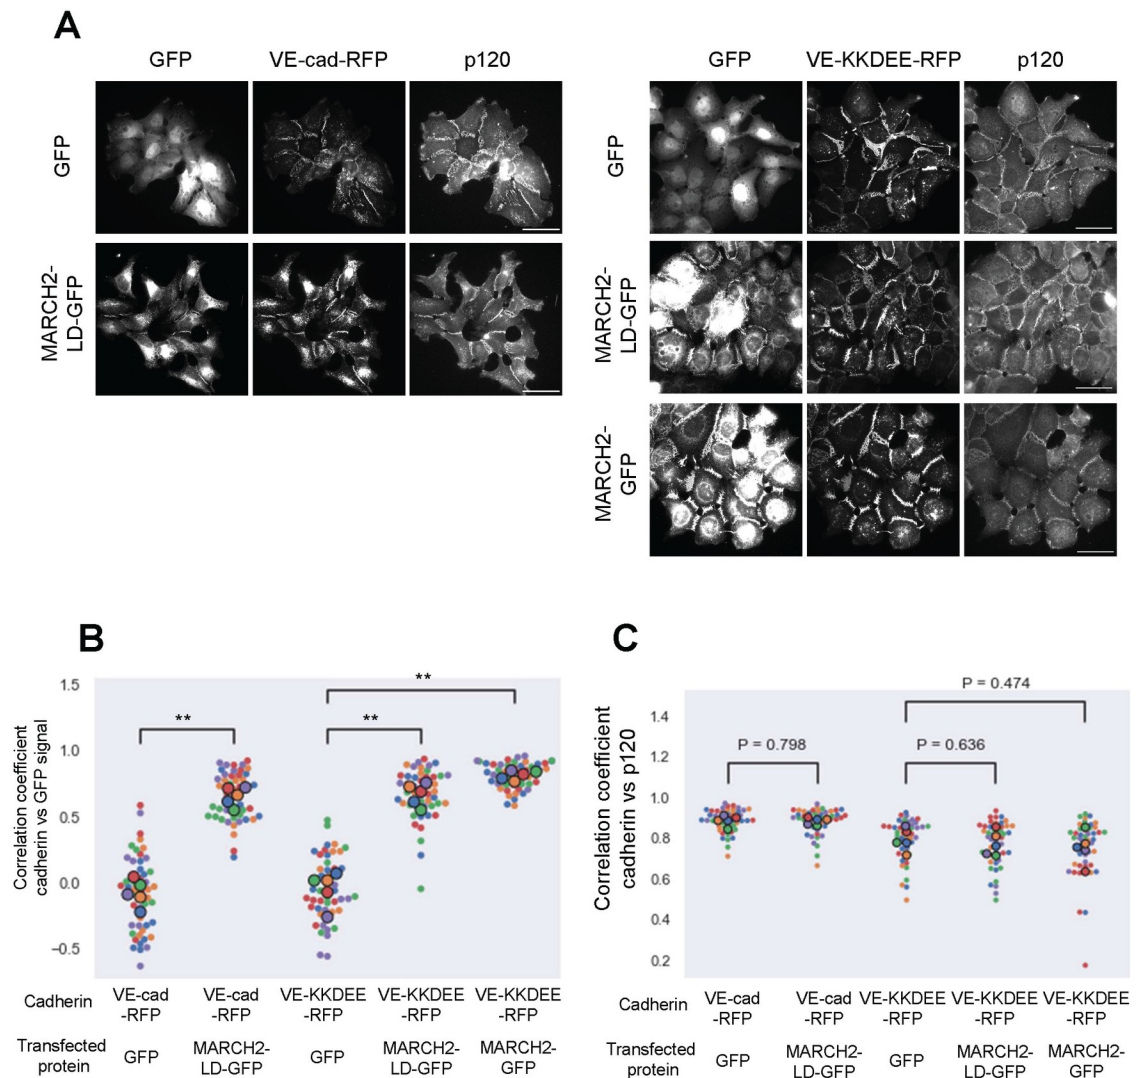 A
GFP VE-cad-RFP p120
GFP
MARCH2-
LD-GFP
GFP VE-KKDEE-RFP p120
GFP
MARCH2-
LD-GFP
MARCH2-
GFP
B
Correlation coefficient
cadherin vs GFP signal
1.5
1.0
0.5
0.0
−0.5
**
**
**
Cadherin
VE-cad
-RFP
VE-cad
-RFP
VE-KKDEE
-RFP
VE-KKDEE
-RFP
VE-KKDEE
-RFP
Transfected
protein
GFP
MARCH2-
LD-GFP
GFP
MARCH2-
LD-GFP
MARCH2-
GFP
C
Correlation coefficient
cadherin vs p120
1.4
1.2
1.0
0.8
0.6
0.4
0.2
P = 0.798
P = 0.636
P = 0.474
Cadherin
VE-cad
-RFP
VE-cad
-RFP
VE-KKDEE
-RFP
VE-KKDEE
-RFP
VE-KKDEE
-RFP
Transfected
protein
GFP
MARCH2-
LD-GFP
GFP
MARCH2-
LD-GFP
MARCH2-
GFP